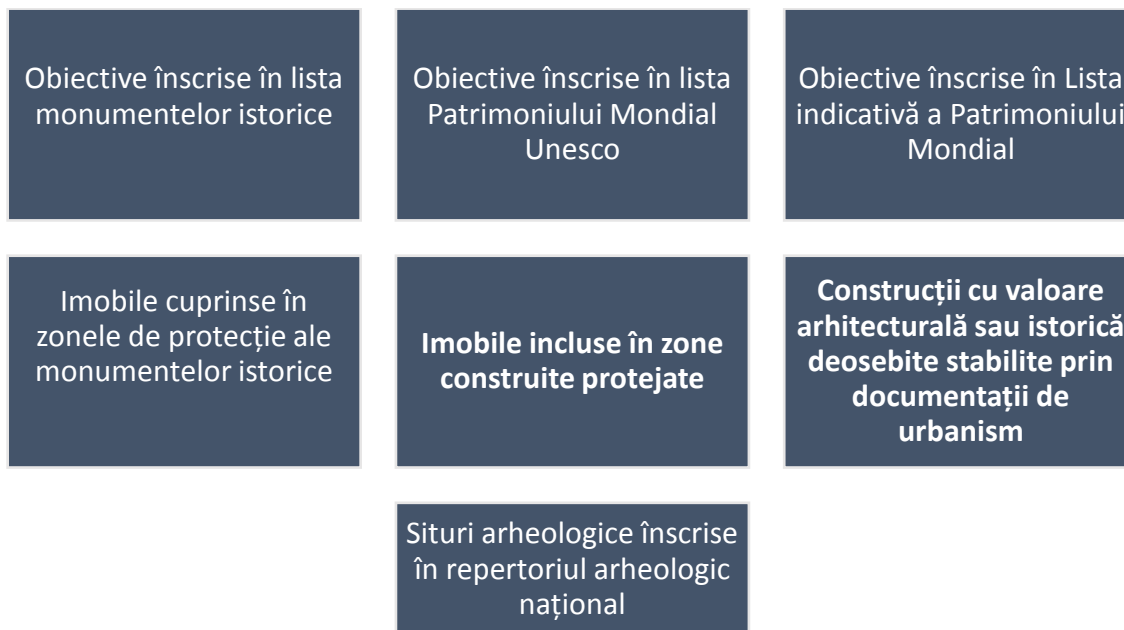 Obiective înscrise în lista
monumentelor istorice
Obiective înscrise în lista
Patrimoniului Mondial
Unesco
Obiective înscrise în Lista
indicativă a Patrimoniului
Mondial
Imobile cuprinse în
zonele de protecție ale
monumentelor istorice
Imobile incluse în zone
construite protejate
Construcții cu valoare
arhitecturală sau istorică
deosebite stabilite prin
documentații de
urbanism
Situri arheologice înscrise
în repertoriul arheologic
național